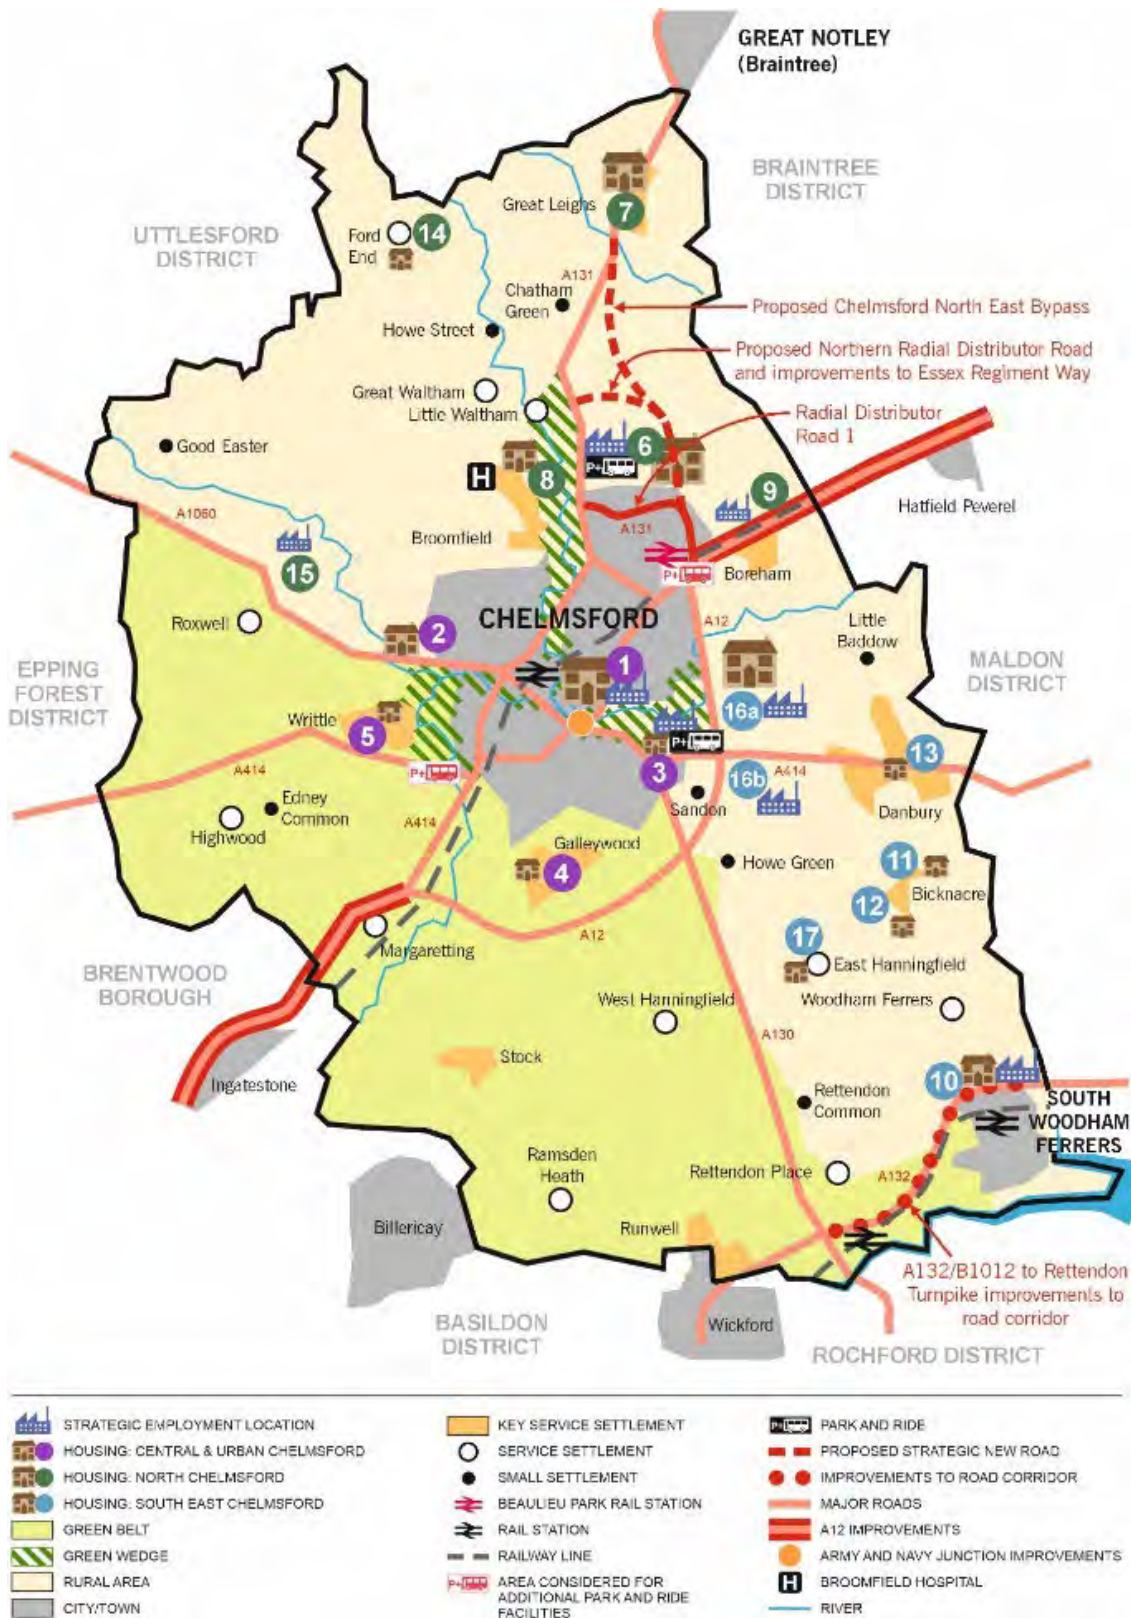 GREAT NOTLEY
(Braintree)
BRAINTREE
DISTRICT
Great Leighs
7
UTTLESFORD
DISTRICT
Ford
End
14
A131
Chatham
Green
Howe Street
Proposed Chelmsford North East Bypass
Proposed Northern Radial Distributor Road
and improvements to Essex Regiment Way
Great Waltham
Little Waltham
Radial Distributor
Road 1
Good Easter
6
P+
H
8
9
Hatfield Peverel
A1060
Broomfield
A131
15
P+
Boreham
CHELMSFORD
A12
Little
Baddow
Roxwell
2
EPPING
FOREST
DISTRICT
1
MALDON
DISTRICT
16a
Writtle
5
P+
13
3
16b
A414
A414
P+
Edney
Common
Sandon
Danbury
Highwood
A414
Galleywood
Howe Green
11
4
Bicknacre
12
A12
17
Margaretting
East Hanningfield
BRENTWOOD
BOROUGH
West Hanningfield
Woodham Ferrers
A130
Stock
10
Ingatestone
Rettendon
Common
SOUTH
WOODHAM
FERRERS
Ramsden
Heath
Rettendon Place
A132
Billericay
Runwell
A132/B1012 to Rettendon
Turnpike improvements to
road corridor
BASILDON
DISTRICT
Wickford
ROCHFORD DISTRICT
STRATEGIC EMPLOYMENT LOCATION
HOUSING: CENTRAL & URBAN CHELMSFORD
HOUSING: NORTH CHELMSFORD
HOUSING: SOUTH EAST CHELMSFORD
GREEN BELT
GREEN WEDGE
RURAL AREA
CITY/TOWN
KEY SERVICE SETTLEMENT
SERVICE SETTLEMENT
SMALL SETTLEMENT
BEAULIEU PARK RAIL STATION
RAIL STATION
RAILWAY LINE
P+
AREA CONSIDERED FOR
ADDITIONAL PARK AND RIDE
FACILITIES
P+
PARK AND RIDE
PROPOSED STRATEGIC NEW ROAD
IMPROVEMENTS TO ROAD CORRIDOR
MAJOR ROADS
A12 IMPROVEMENTS
ARMY AND NAVY JUNCTION IMPROVEMENTS
H
BROOMFIELD HOSPITAL
RIVER